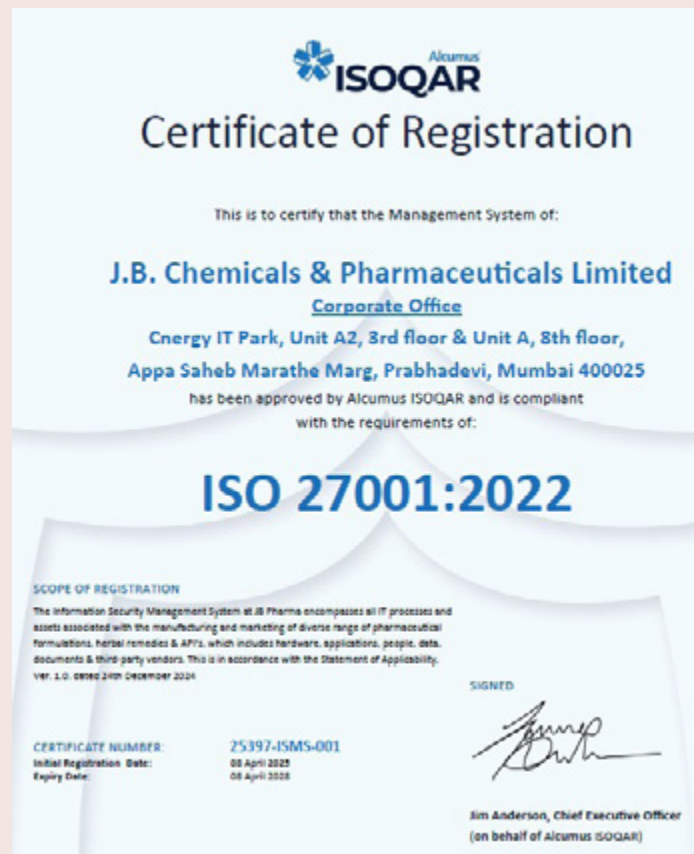 Alcumus
ISOQAR
Certificate of Registration
This is to certify that the Management System of:
J.B. Chemicals & Pharmaceuticals Limited
Corporate Office
Cnergy IT Park, Unit A2, 3rd floor & Unit A, 8th floor,
Appa Saheb Marathe Marg, Prabhadevi, Mumbai 400025
has been approved by Alcumus ISOQAR and is compliant
with the requirements of:
ISO 27001:2022
SCOPE OF REGISTRATION
The Information Security Management System at JB Pharma encompasses all IT processes and
assets associated with the manufacturing and marketing of diverse range of pharmaceutical
formulations, herbal remedies & API's, which includes hardware, applications, people, data,
documents & third-party vendors. This is in accordance with the Statement of Applicability,
Ver. 1.0. dated 24th December 2024
SIGNED
CERTIFICATE NUMBER: 25397-ISMS-001
Initial Registration Date: 08 April 2025
Expiry Date: 08 April 2028
Jim Anderson, Chief Executive Officer
(on behalf of Alcumus ISOQAR)